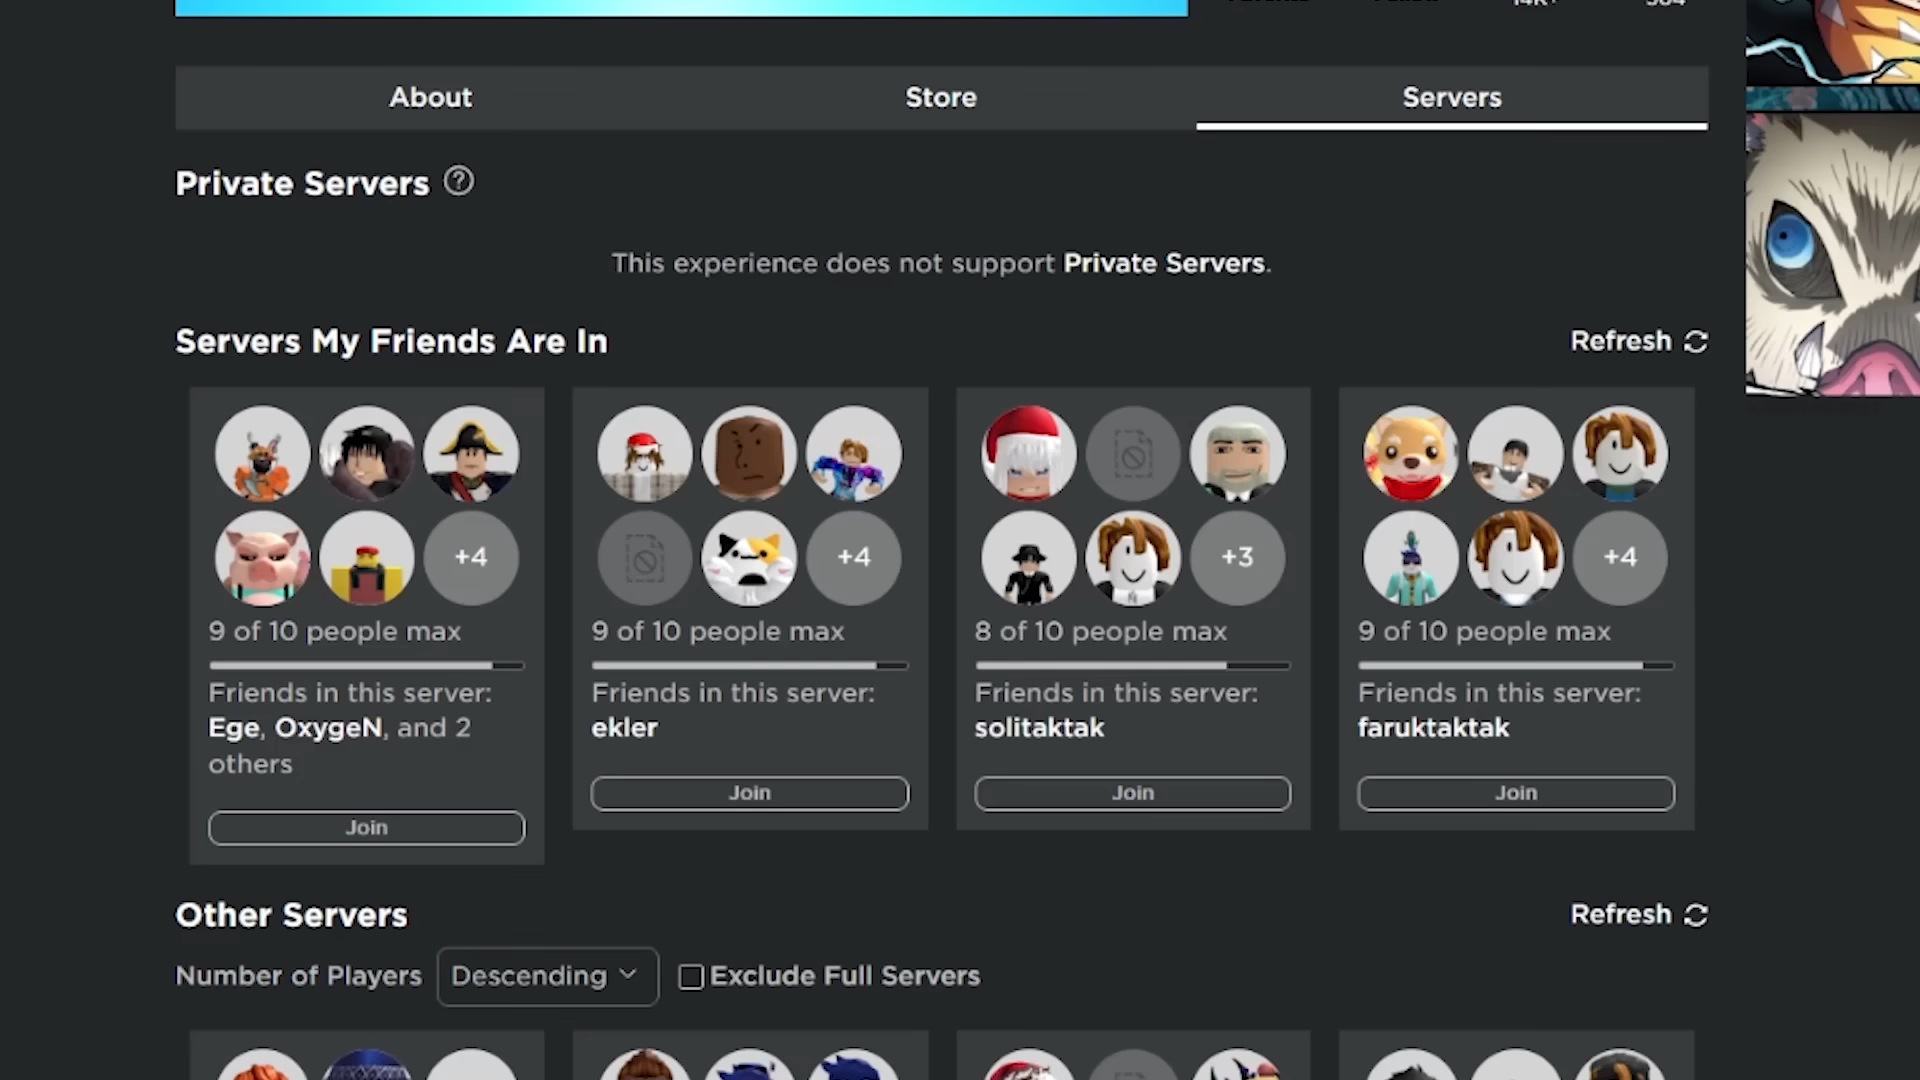 About
Store
Servers
Private Servers
This experience does not support Private Servers.
Servers My Friends Are In
Refresh
+4
9 of 10 people max
Friends in this server:
Ege, OxygeN, and 2
others
Join
+4
9 of 10 people max
Friends in this server:
ekler
Join
+3
8 of 10 people max
Friends in this server:
solitaktak
Join
+4
9 of 10 people max
Friends in this server:
faruktaktak
Join
Other Servers
Refresh
Number of Players
Descending
Exclude Full Servers